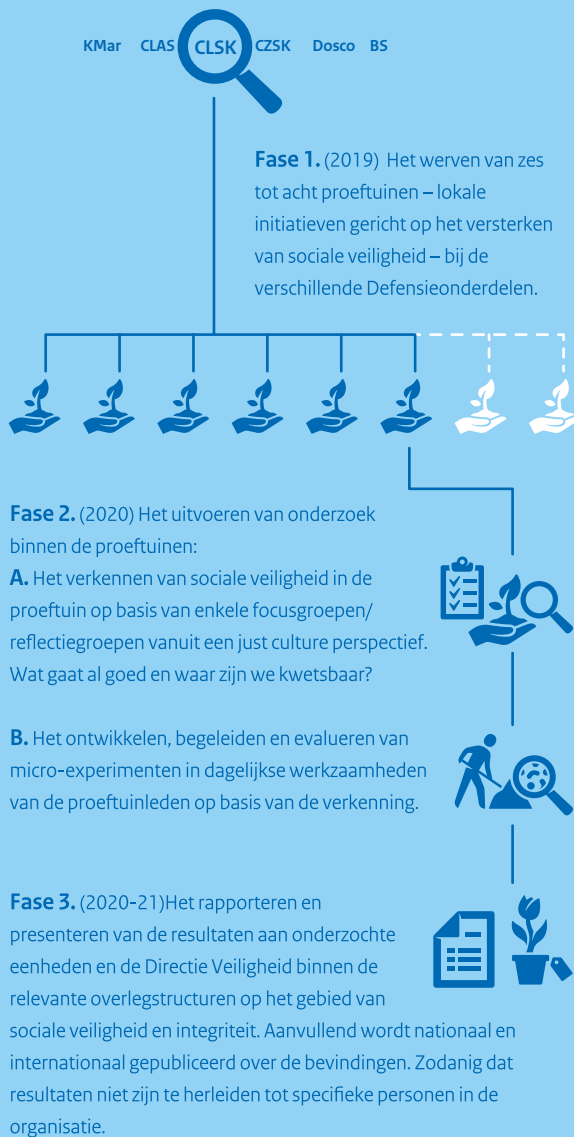 KMar CLAS CLSK CZSK Dosco BS
Fase 1. (2019) Het werven van zes
tot acht proeftuinen – lokale
initiatieven gericht op het versterken
van sociale veiligheid – bij de
verschillende Defensieonderdelen.
Fase 2. (2020) Het uitvoeren van onderzoek
binnen de proeftuinen:
A. Het verkennen van sociale veiligheid in de
proeftuin op basis van enkele focusgroepen/
reflectiegroepen vanuit een just culture perspectief.
Wat gaat al goed en waar zijn we kwetsbaar?
B. Het ontwikkelen, begeleiden en evalueren van
micro-experimenten in dagelijkse werkzaamheden
van de proeftuinleden op basis van de verkenning.
Fase 3. (2020-21)Het rapporteren en
presenteren van de resultaten aan onderzochte
eenheden en de Directie Veiligheid binnen de
relevante overlegstructuren op het gebied van
sociale veiligheid en integriteit. Aanvullend wordt nationaal en
internationaal gepubliceerd over de bevindingen. Zodanig dat
resultaten niet zijn te herleiden tot specifieke personen in de
organisatie.